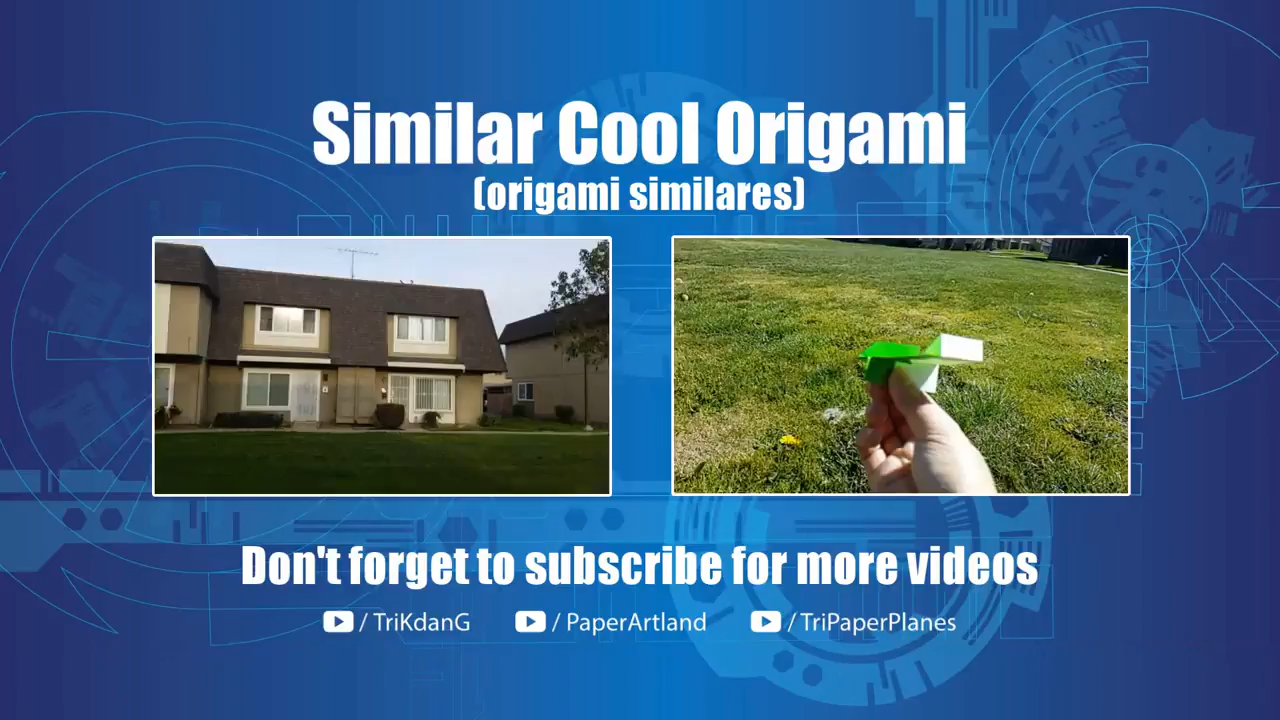 Similar Cool Origami
(origami similares)
Don't forget to subscribe for more videos
/ TriKdanG / PaperArtland / TriPaperPlanes